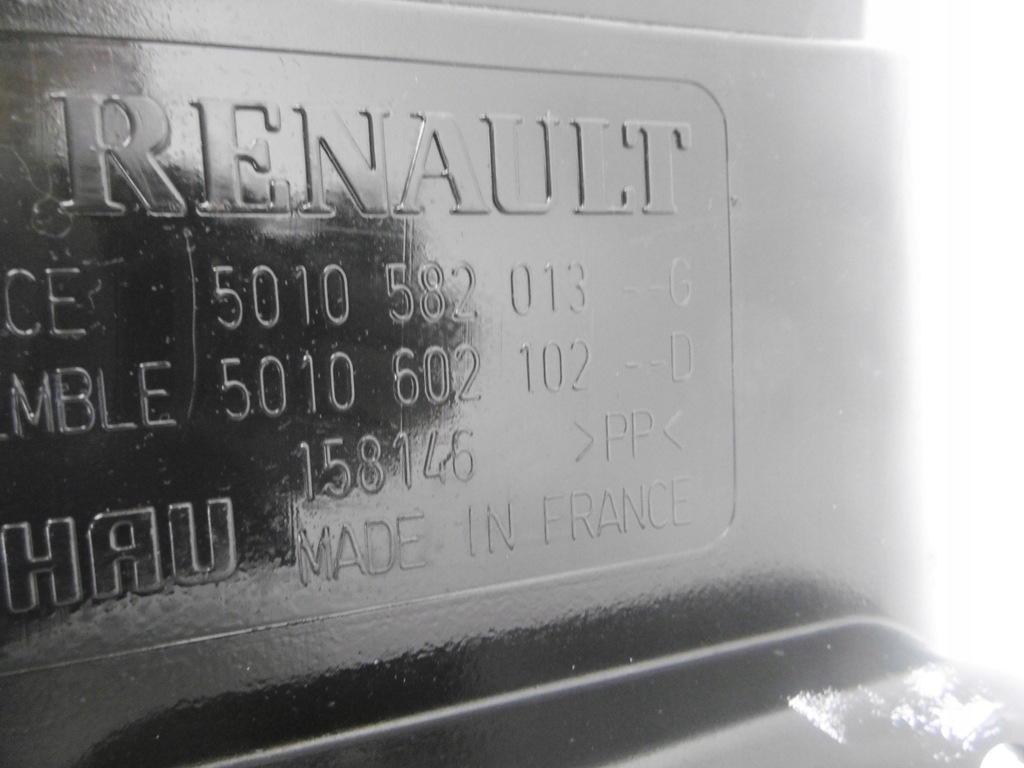 RENAULT
CE 5010 582 013 --G
MBLE 5010 602 102 --D
158146 >PP<
HAU MADE IN FRANCE